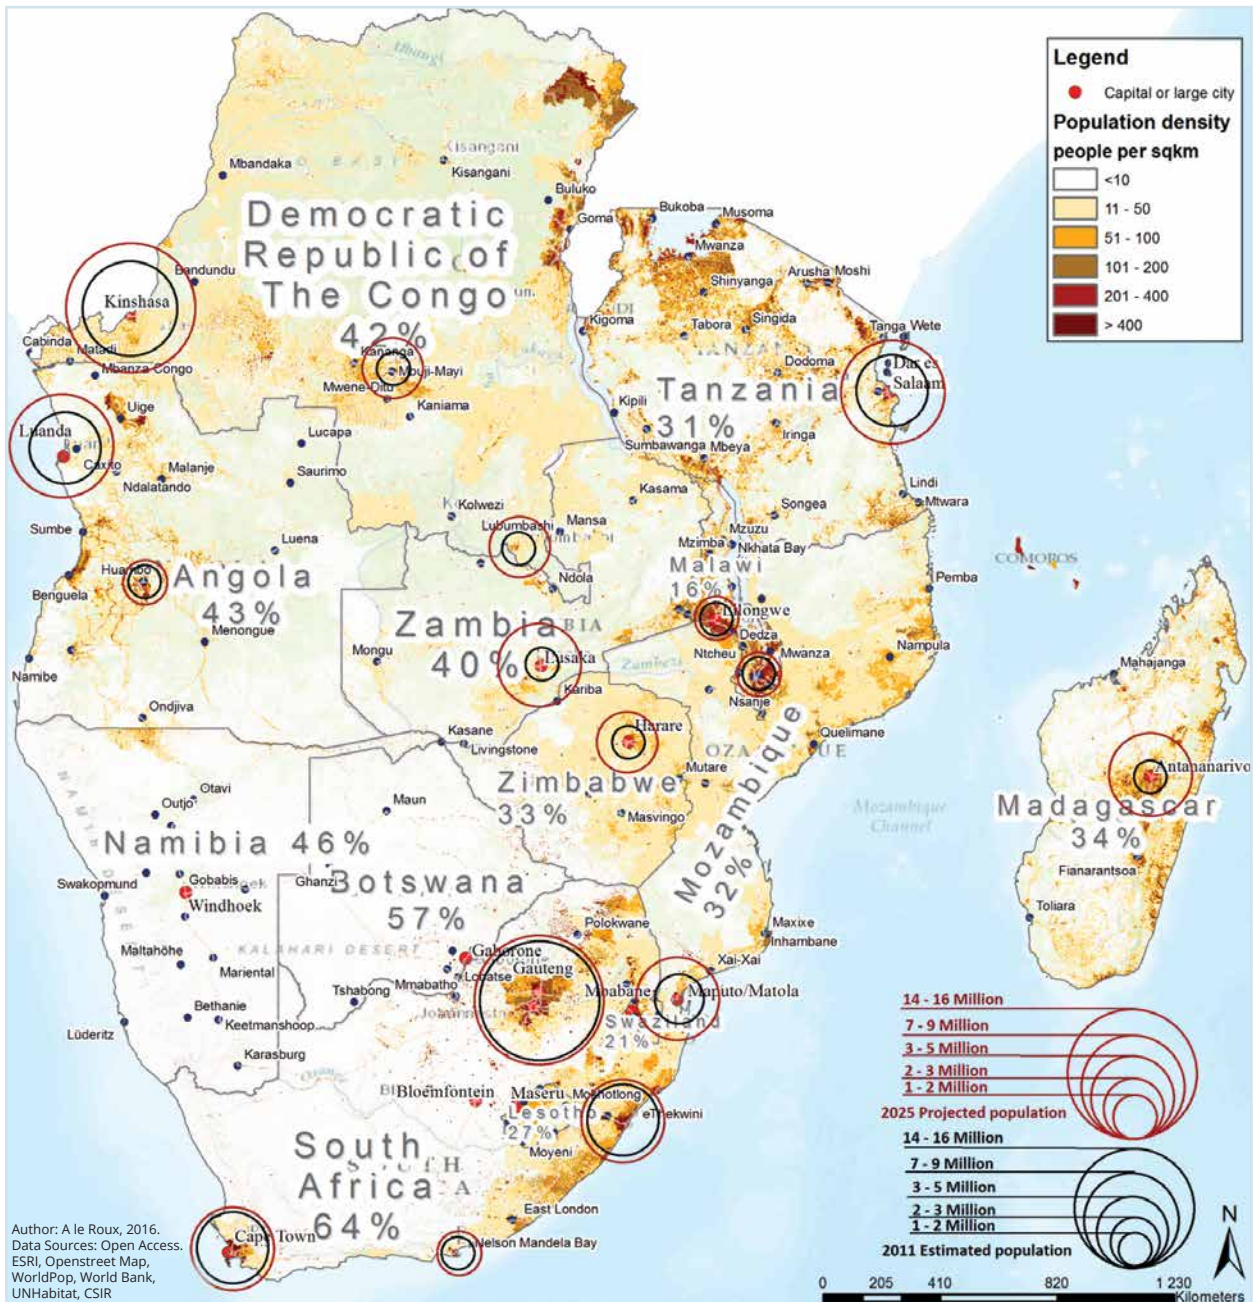 Legend
Capital or large city
Population density
people per sqkm
<10
11 - 50
51 - 100
101 - 200
201 - 400
> 400
Ubangi
Kisangani
Kisangani
Mbandaka
Buluko
Goma
Bukoba
Musoma
Mwanza
Democratic
Republic of
The Congo
42%
Bandundu
Kinshasa
Shinyanga
Arusha
Moshi
Kigoma
Tabora
Singida
Tanga
Wete
Cabinda
Matadi
Mbanza Congo
Kananga
Mbuji-Mayi
Mwene-Ditu
Kaniama
Dodoma
Dar es
Salaam
Tanzania
31%
Kipili
Uige
Luanda
Lucapa
Iringa
Sumbawanga
Mbeya
Caxito
Malanje
Saurimo
Ndalatando
Kasama
Lindi
Mtwara
Kolwezi
Songea
Lubumbashi
Mansa
Sumbe
Luena
Mzuzu
Mzimba
Nkhata Bay
COMOROS
Huambo
Angola
43%
Ndola
Malawi
16%
Pemba
Benguela
Lilongwe
Zambia
40%
Dedza
Menongue
Mongu
Lusaka
Ntcheu
Mwanza
Nampula
Zambezi
Namibe
Kariba
Mahajanga
Nsanje
Ondjiva
Kasane
Livingstone
Harare
Quelimane
Antananarivo
Mutare
Zimbabwe
33%
Mozambique
32%
Otavi
Outjo
Maun
Masvingo
Mozambique
Channel
Madagascar
34%
Namibia 46%
Fianarantsoa
Swakopmund
Gobabis
Ghanzi
Botswana
57%
Windhoek
Toliara
NAMIB DESERT
KALAHARI DESERT
Polokwane
Maxixe
Inhambane
Maltahöhe
Mariental
Gaborone
Gauteng
Lobatse
Mmabatho
Xai-Xai
Tshabong
Mbabane
Maputo/Matola
Bethanie
Keetmanshoop
Lüderitz
Swaziland
21%
Karasburg
Orange
Bloemfontein
Maseru
Mokhotlong
eThekwini
Lesotho
27%
Moyeni
South
Africa
64%
East London
Cape Town
Nelson Mandela Bay
14 - 16 Million
7 - 9 Million
3 - 5 Million
2 - 3 Million
1 - 2 Million
2025 Projected population
14 - 16 Million
7 - 9 Million
3 - 5 Million
2 - 3 Million
1 - 2 Million
2011 Estimated population
N
0 205 410 820 1 230
Kilometers
Author: A le Roux, 2016.
Data Sources: Open Access.
ESRI, Openstreet Map,
WorldPop, World Bank,
UNHabitat, CSIR